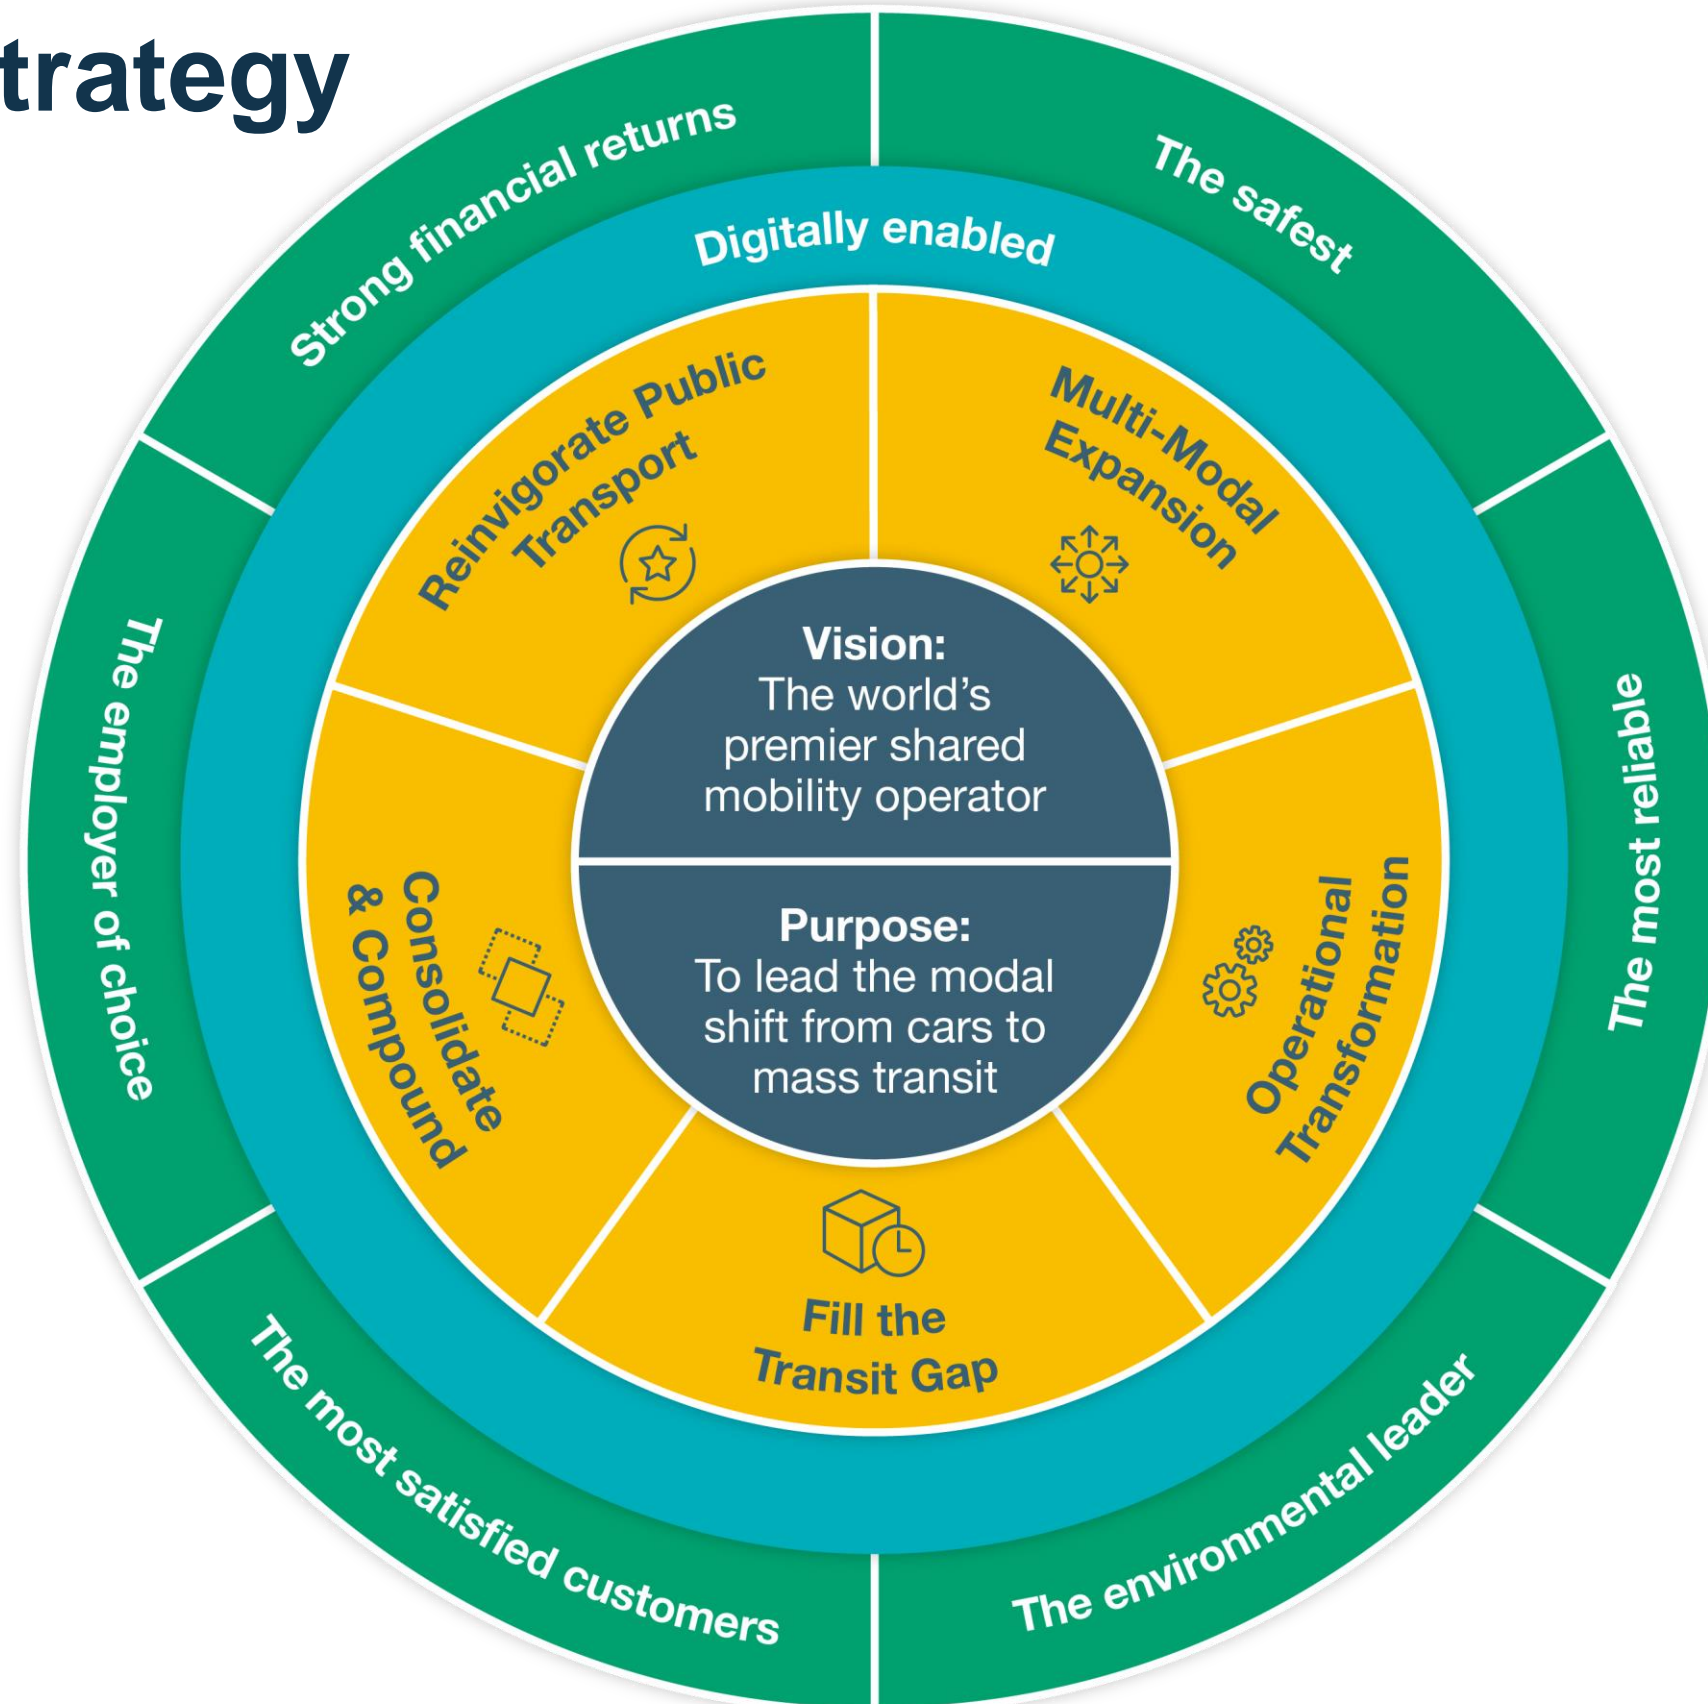 trategy
Strong financial returns
The safest
Digitally enabled
Reinvigorate Public
Transport
Multi-Modal
Expansion
Vision:
The world’s
premier shared
mobility operator
The employer of choice
The most reliable
Consolidate
& Compound
Purpose:
To lead the modal
shift from cars to
mass transit
Operational
Transformation
Fill the
Transit Gap
The most satisfied customers
The environmental leader